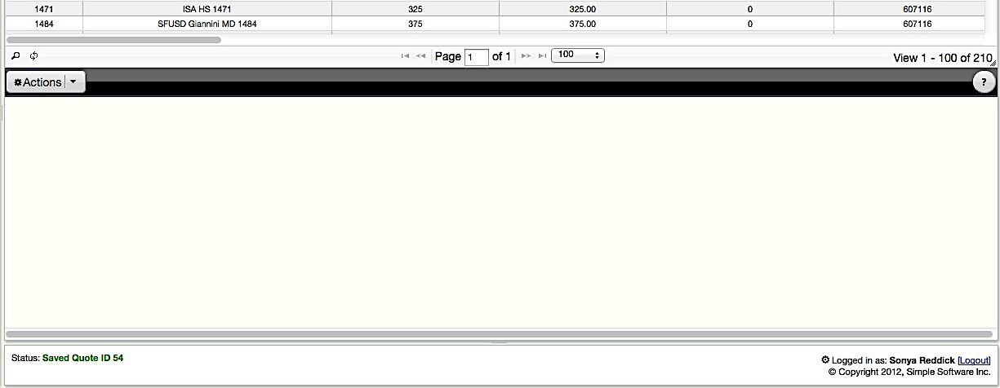 1471 ISA HS 1471 325 325.00 0 607116
1484 SFUSD Giannini MD 1484 375 375.00 0 607116
Page 1 of 1 100 View 1 - 100 of 210
Actions ?
Status: Saved Quote ID 54
Logged in as: Sonya Reddick [Logout]
© Copyright 2012, Simple Software Inc.